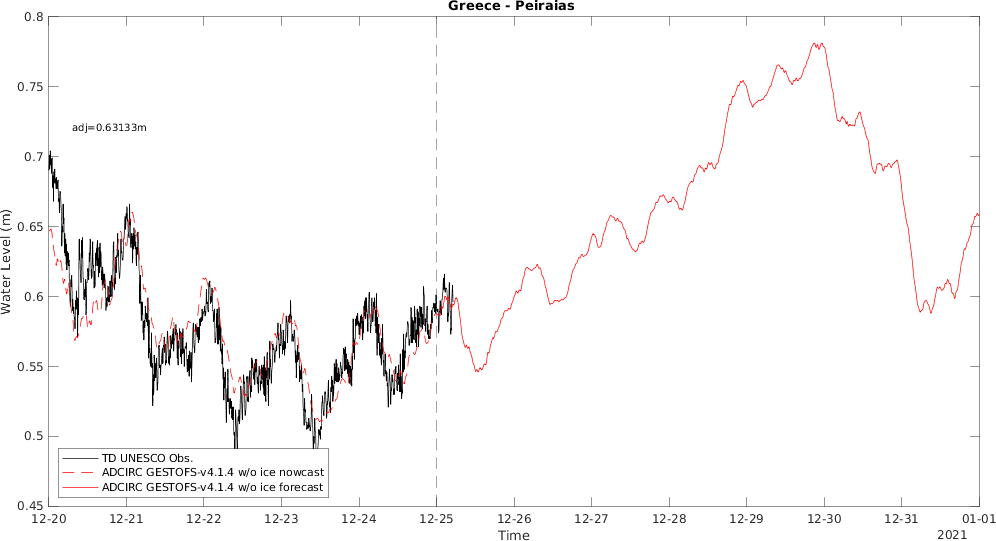 Greece - Peiraias
0.8
0.75
0.7
0.65
0.6
0.55
0.5
0.45
Water Level (m)
adj=0.63133m
TD UNESCO Obs.
ADCIRC GESTOFS-v4.1.4 w/o ice nowcast
ADCIRC GESTOFS-v4.1.4 w/o ice forecast
12-20 12-21 12-22 12-23 12-24 12-25 12-26 12-27 12-28 12-29 12-30 12-31 01-01
Time
2021